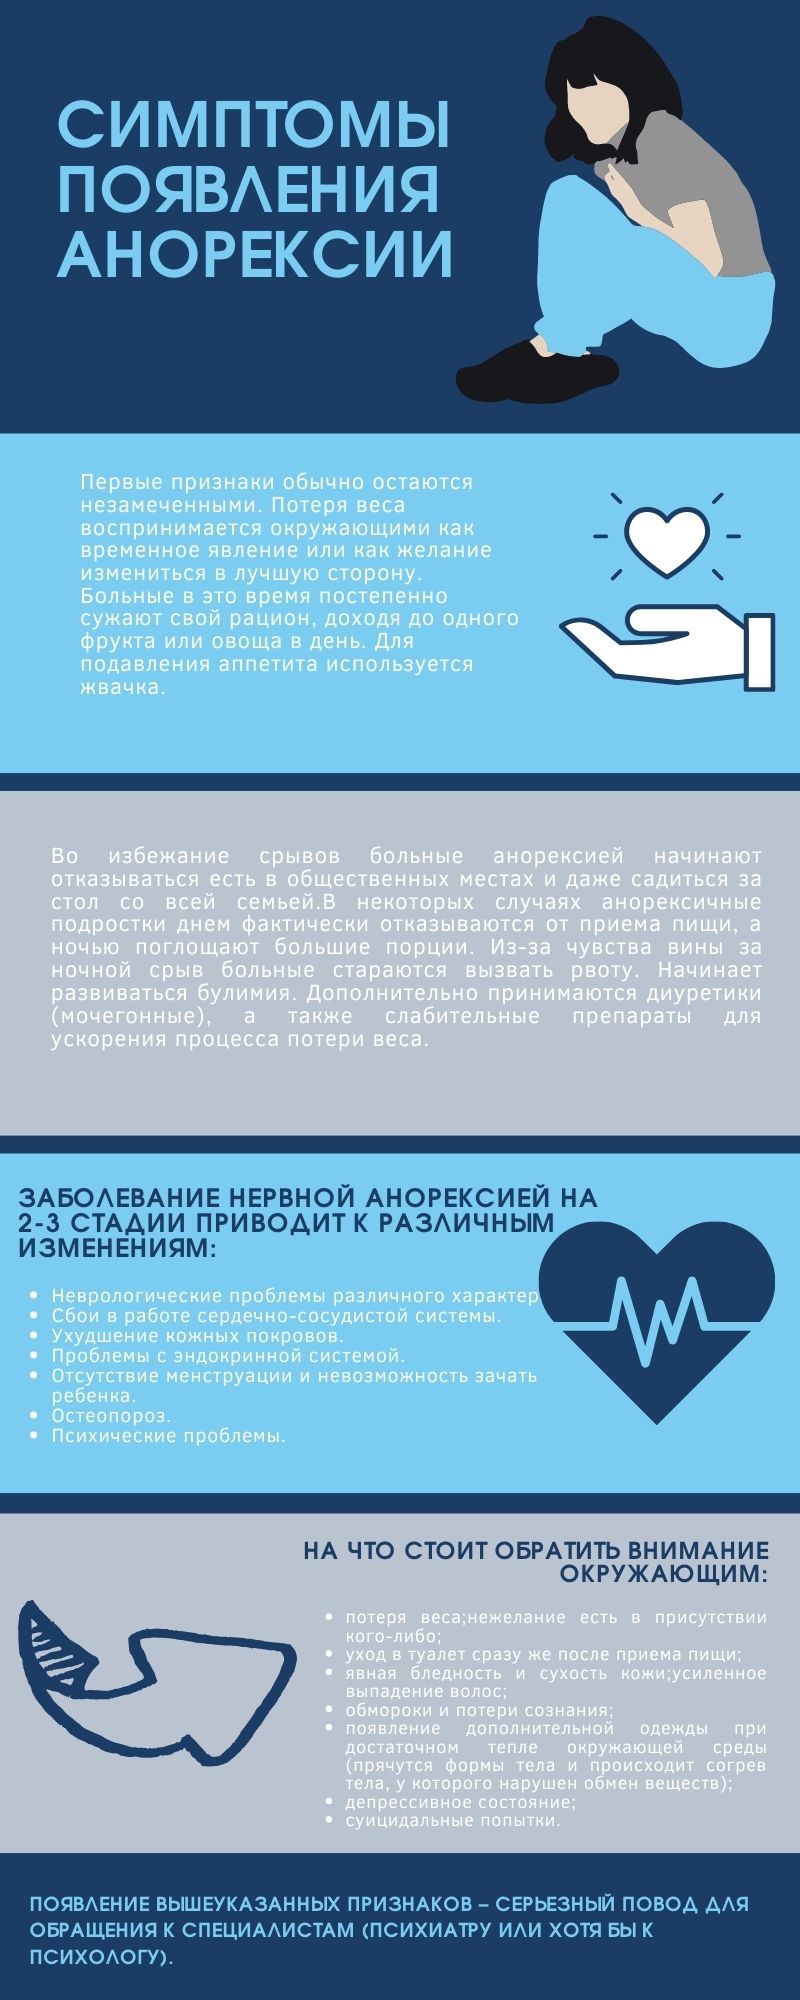 СИМПТОМЫ
ПОЯВЛЕНИЯ
АНОРЕКСИИ
Первые признаки обычно остаются
незамеченными. Потеря веса
воспринимается окружающими как
временное явление или как желание
измениться в лучшую сторону.
Больные в это время постепенно
сужают свой рацион, доходя до одного
фрукта или овоща в день. Для
подавления аппетита используется
жвачка.
Во избежание срывов больные анорексией начинают
отказываться есть в общественных местах и даже садиться за
стол со всей семьей.В некоторых случаях анорексичные
подростки днем фактически отказываются от приема пищи, а
ночью поглощают большие порции. Из-за чувства вины за
ночной срыв больные стараются вызвать рвоту. Начинает
развиваться булимия. Дополнительно принимаются диуретики
(мочегонные), а также слабительные препараты для
ускорения процесса потери веса.
ЗАБОЛЕВАНИЕ НЕРВНОЙ АНОРЕКСИЕЙ НА
2-3 СТАДИИ ПРИВОДИТ К РАЗЛИЧНЫМ
ИЗМЕНЕНИЯМ:
• Неврологические проблемы различного характер
• Сбои в работе сердечно-сосудистой системы.
• Ухудшение кожных покровов.
• Проблемы с эндокринной системой.
• Отсутствие менструации и невозможность зачать
ребенка.
• Остеопороз.
• Психические проблемы.
НА ЧТО СТОИТ ОБРАТИТЬ ВНИМАНИЕ
ОКРУЖАЮЩИМ:
• потеря веса;нежелание есть в присутствии
кого-либо;
• уход в туалет сразу же после приема пищи;
• явная бледность и сухость кожи;усиленное
выпадение волос;
• обмороки и потери сознания;
• появление дополнительной одежды при
достаточном тепле окружающей среды
(прячутся формы тела и происходит согрев
тела, у которого нарушен обмен веществ);
• депрессивное состояние;
• суицидальные попытки.
ПОЯВЛЕНИЕ ВЫШЕУКАЗАННЫХ ПРИЗНАКОВ – СЕРЬЕЗНЫЙ ПОВОД ДЛЯ
ОБРАЩЕНИЯ К СПЕЦИАЛИСТАМ (ПСИХИАТРУ ИЛИ ХОТЯ БЫ К
ПСИХОЛОГУ).